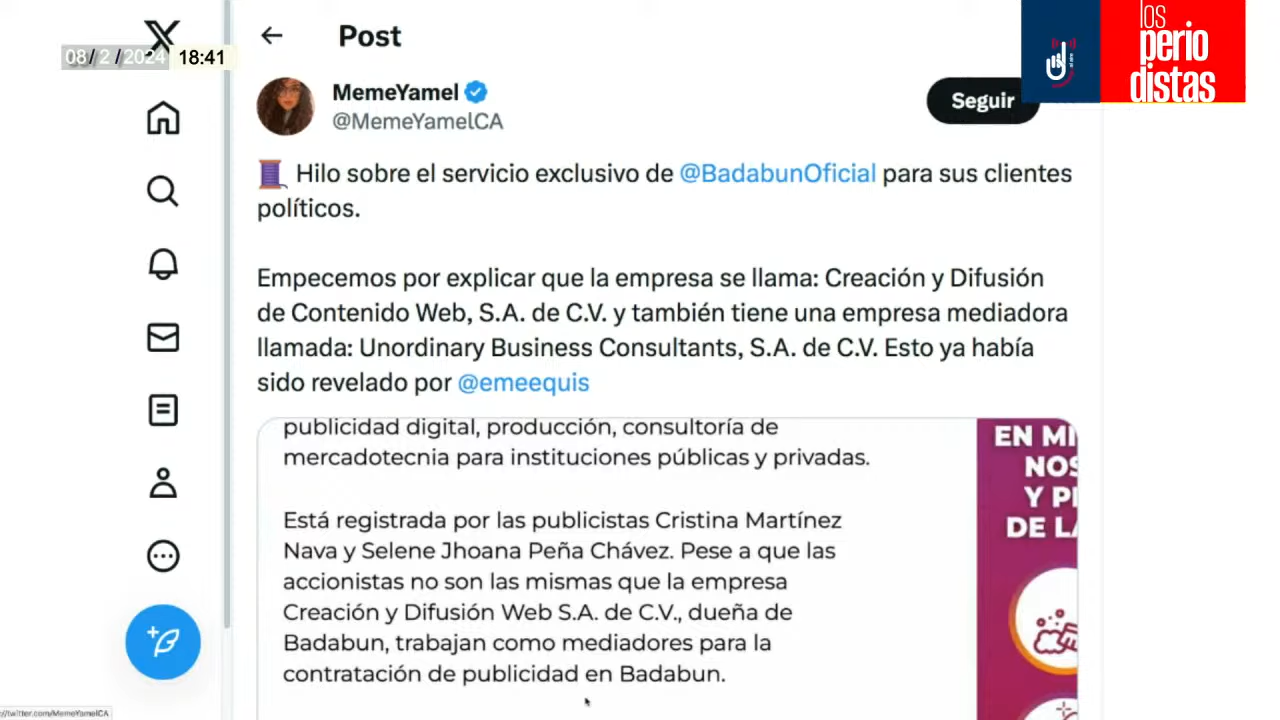 08/2/2024 18:41
Post
los
perio
distas
MemeYamel
@MemeYamelCA
Seguir
🧵 Hilo sobre el servicio exclusivo de @BadabunOficial para sus clientes
políticos.
Empecemos por explicar que la empresa se llama: Creación y Difusión
de Contenido Web, S.A. de C.V. y también tiene una empresa mediadora
llamada: Unordinary Business Consultants, S.A. de C.V. Esto ya había
sido revelado por @emeequis
publicidad digital, producción, consultoría de
mercadotecnia para instituciones públicas y privadas.
Está registrada por las publicistas Cristina Martínez
Nava y Selene Jhoana Peña Chávez. Pese a que las
accionistas no son las mismas que la empresa
Creación y Difusión Web S.A. de C.V., dueña de
Badabun, trabajan como mediadores para la
contratación de publicidad en Badabun.
EN MI
NOS
Y P
DE LA
//twitter.com/MemeYamelCA